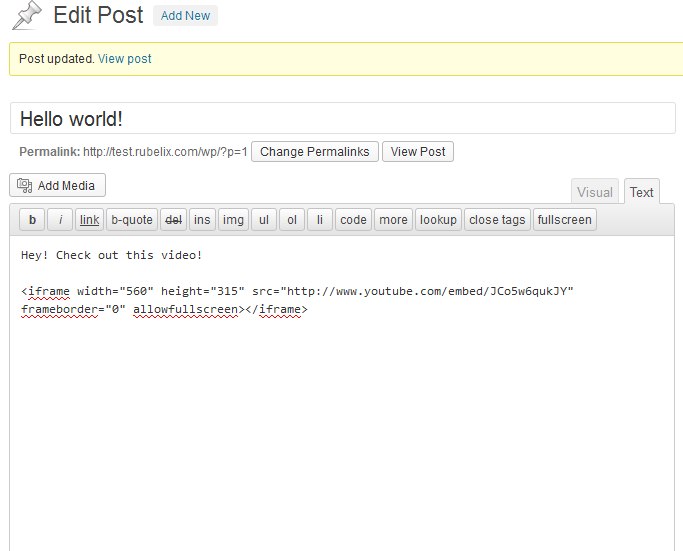 Edit Post Add New
Post updated. View post
Hello world!
Permalink: http://test.rubelix.com/wp/?p=1 Change Permalinks View Post
Add Media Visual Text
b i link b-quote del ins img ul ol li code more lookup close tags fullscreen
Hey! Check out this video!
<iframe width="560" height="315" src="http://www.youtube.com/embed/JCo5w6qukJY"
frameborder="0" allowfullscreen></iframe>